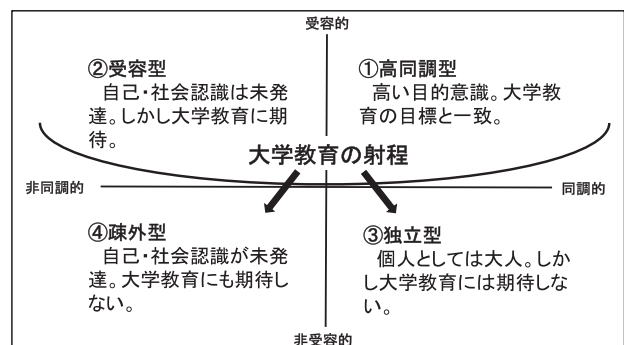 受容的
②受容型
自己・社会認識は未発
達。しかし大学教育に期
待。
①高同調型
高い目的意識。大学教
育の目標と一致。
大学教育の射程
非同調的
同調的
④疎外型
自己・社会認識が未発
達。大学教育にも期待し
ない。
③独立型
個人としては大人。しか
し大学教育には期待しな
い。
非受容的